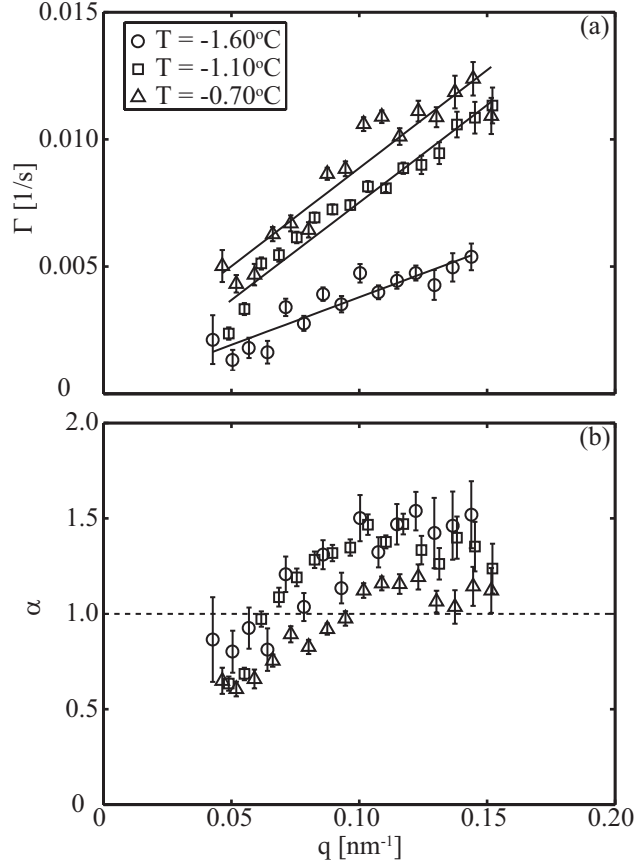 0.015
(a)
T = -1.60°C
T = -1.10°C
T = -0.70°C
0.010
Γ [1/s]
0.005
0
2.0
(b)
1.5
α
1.0
0.5
0
0
0.05
0.10
0.15
0.20
q [nm⁻¹]